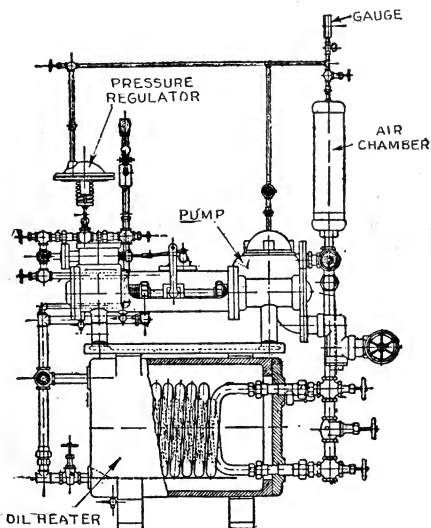 GAUGE
PRESSURE
REGULATOR
AIR
CHAMBER
PUMP
OIL HEATER